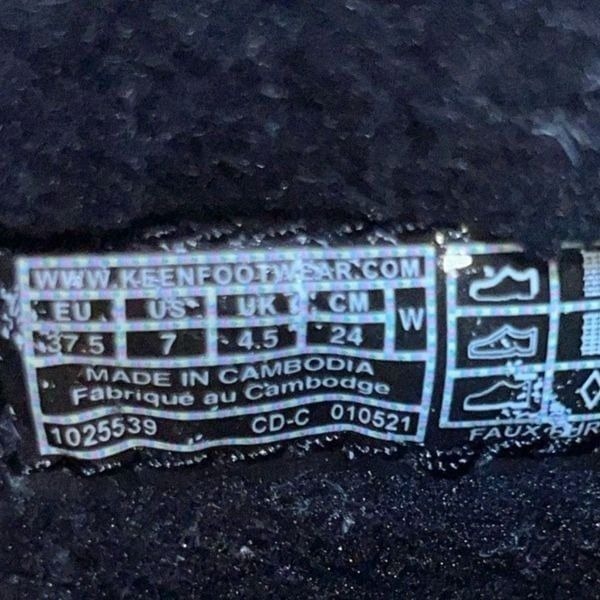 WWW.KEENFOOTWEAR.COM
EU US UK CM W
37.5 7 4.5 24
MADE IN CAMBODIA
Fabriqué au Cambodge
1025539 CD-C 010521
FAUX